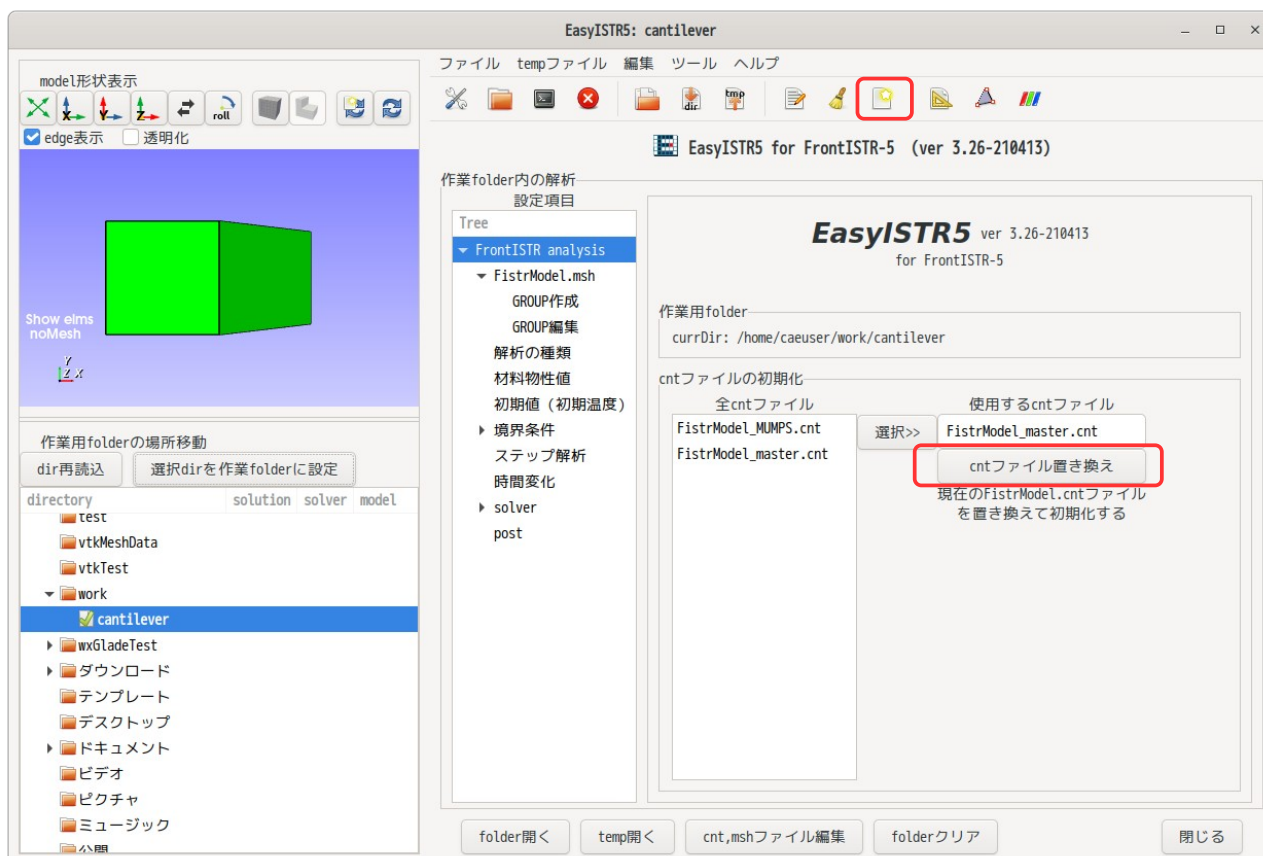 EasyISTR5: cantilever
model形状表示
roll
edge表示 透明化
Show elms
noMesh
Y
Z X
作業用folderの場所移動
dir再読込 選択dirを作業folderに設定
directory solution solver model
test
vtkMeshData
vtkTest
work
cantilever
wxGladeTest
ダウンロード
テンプレート
デスクトップ
ドキュメント
ビデオ
ピクチャ
ミュージック
公開
ファイル tempファイル 編集 ツール ヘルプ
dir tmp
EasyISTR5 for FrontISTR-5 (ver 3.26-210413)
作業folder内の解析
設定項目
Tree
FrontISTR analysis
FistrModel.msh
GROUP作成
GROUP編集
解析の種類
材料物性値
初期値(初期温度)
境界条件
ステップ解析
時間変化
solver
post
EasyISTR5 ver 3.26-210413
for FrontISTR-5
作業用folder
currDir: /home/caeuser/work/cantilever
cntファイルの初期化
全cntファイル 使用するcntファイル
FistrModel_MUMPS.cnt 選択>> FistrModel_master.cnt
FistrModel_master.cnt
cntファイル置き換え
現在のFistrModel.cntファイル
を置き換えて初期化する
folder開く temp開く cnt,mshファイル編集 folderクリア 閉じる